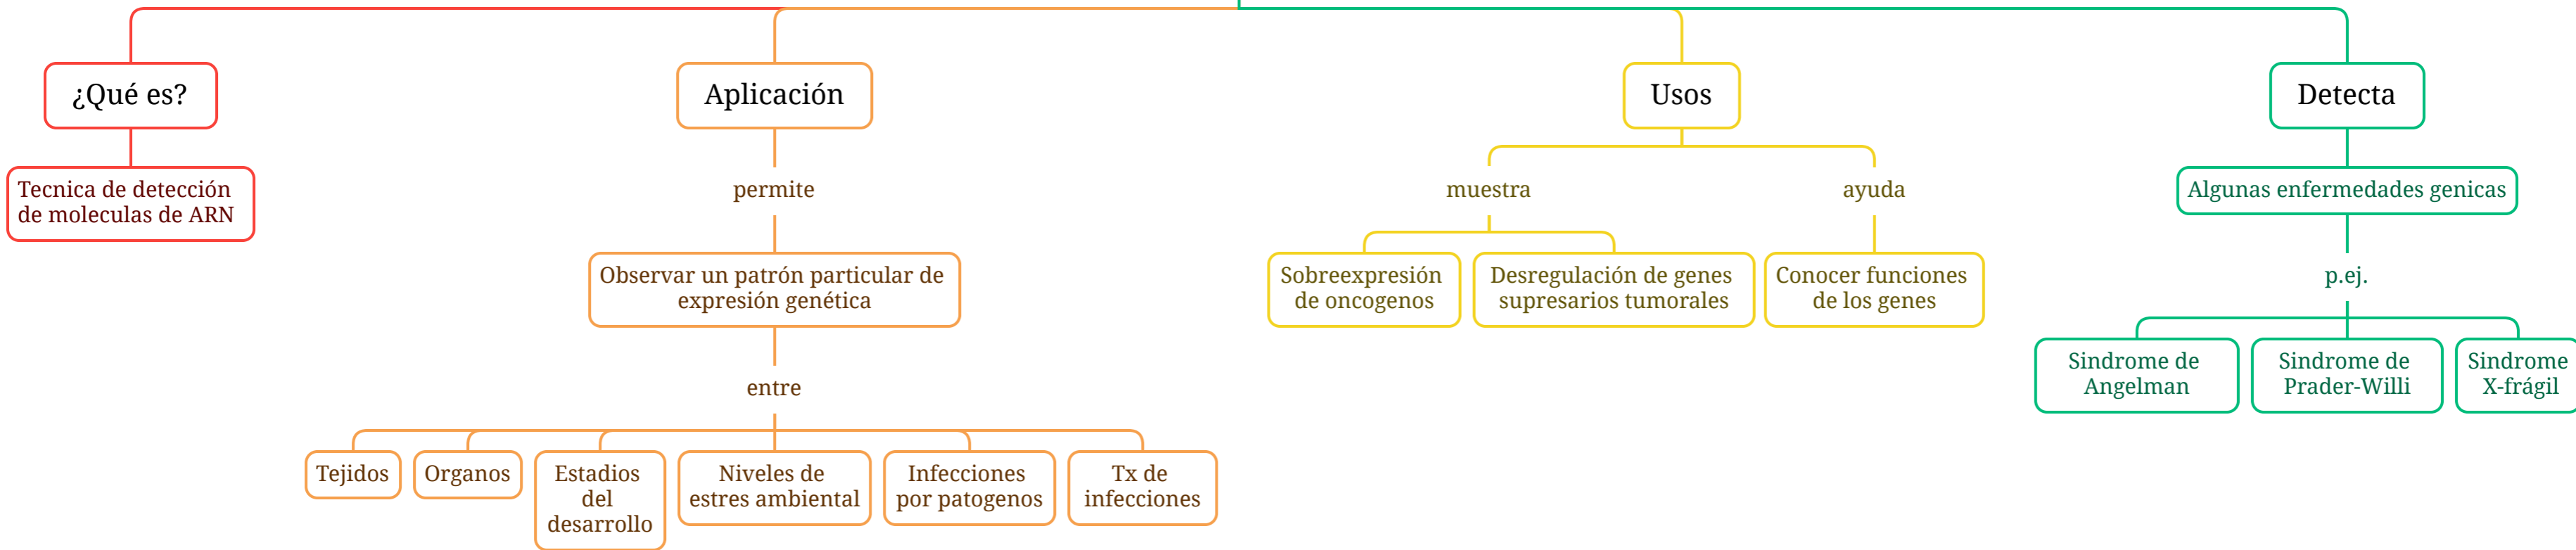 ¿Qué es?
Aplicación
Usos
Detecta
Tecnica de detección
de moleculas de ARN
permite
muestra
ayuda
Algunas enfermedades genicas
Observar un patrón particular de
expresión genética
Sobreexpresión
de oncogenos
Desregulación de genes
supresarios tumorales
Conocer funciones
de los genes
p.ej.
entre
Sindrome de
Angelman
Sindrome de
Prader-Willi
Sindrome
X-frágil
Tejidos
Organos
Estadios
del
desarrollo
Niveles de
estres ambiental
Infecciones
por patogenos
Tx de
infecciones